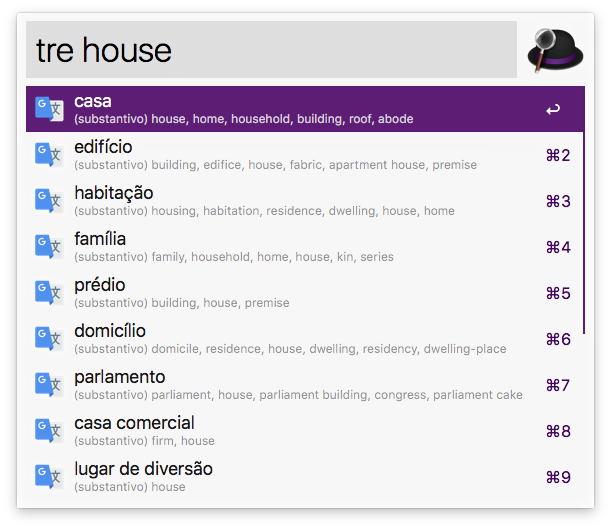 tre house
casa
(substantivo) house, home, household, building, roof, abode
↩
edifício
(substantivo) building, edifice, house, fabric, apartment house, premise
⌘2
habitação
(substantivo) housing, habitation, residence, dwelling, house, home
⌘3
família
(substantivo) family, household, home, house, kin, series
⌘4
prédio
(substantivo) building, house, premise
⌘5
domicílio
(substantivo) domicile, residence, house, dwelling, residency, dwelling-place
⌘6
parlamento
(substantivo) parliament, house, parliament building, congress, parliament cake
⌘7
casa comercial
(substantivo) firm, house
⌘8
lugar de diversão
(substantivo) house
⌘9